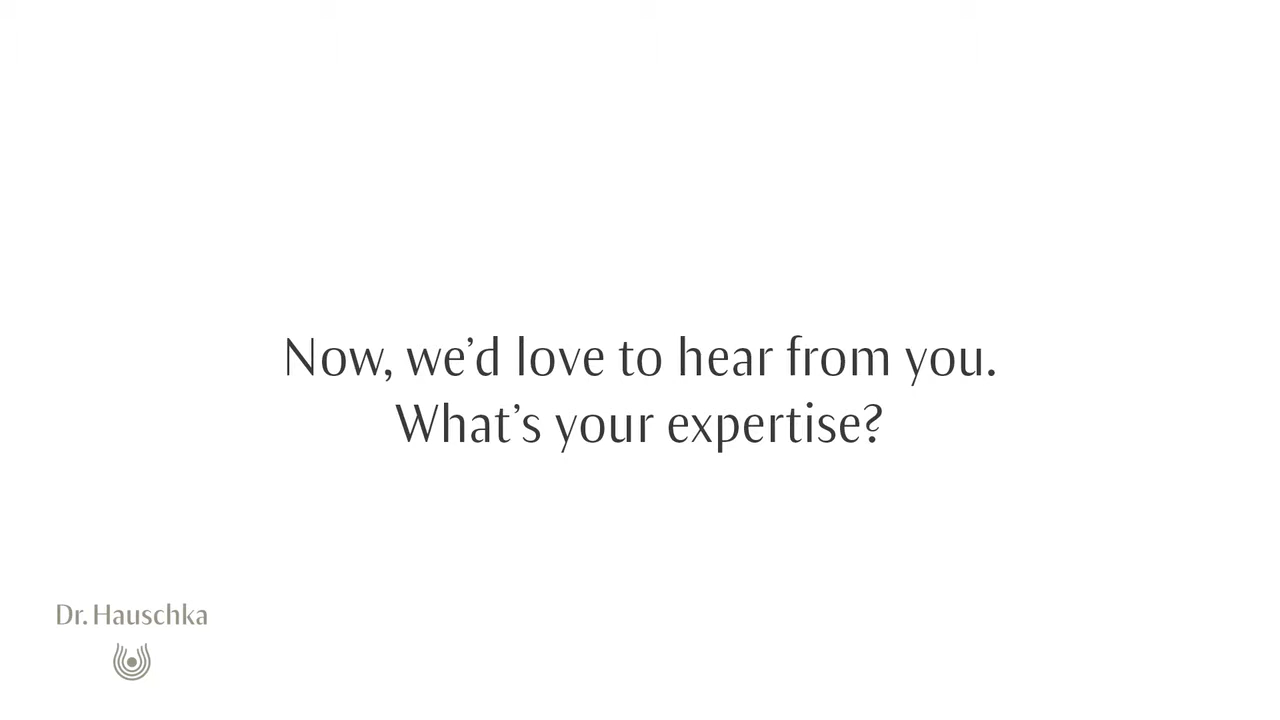 Now, we’d love to hear from you.
What’s your expertise?
Dr. Hauschka